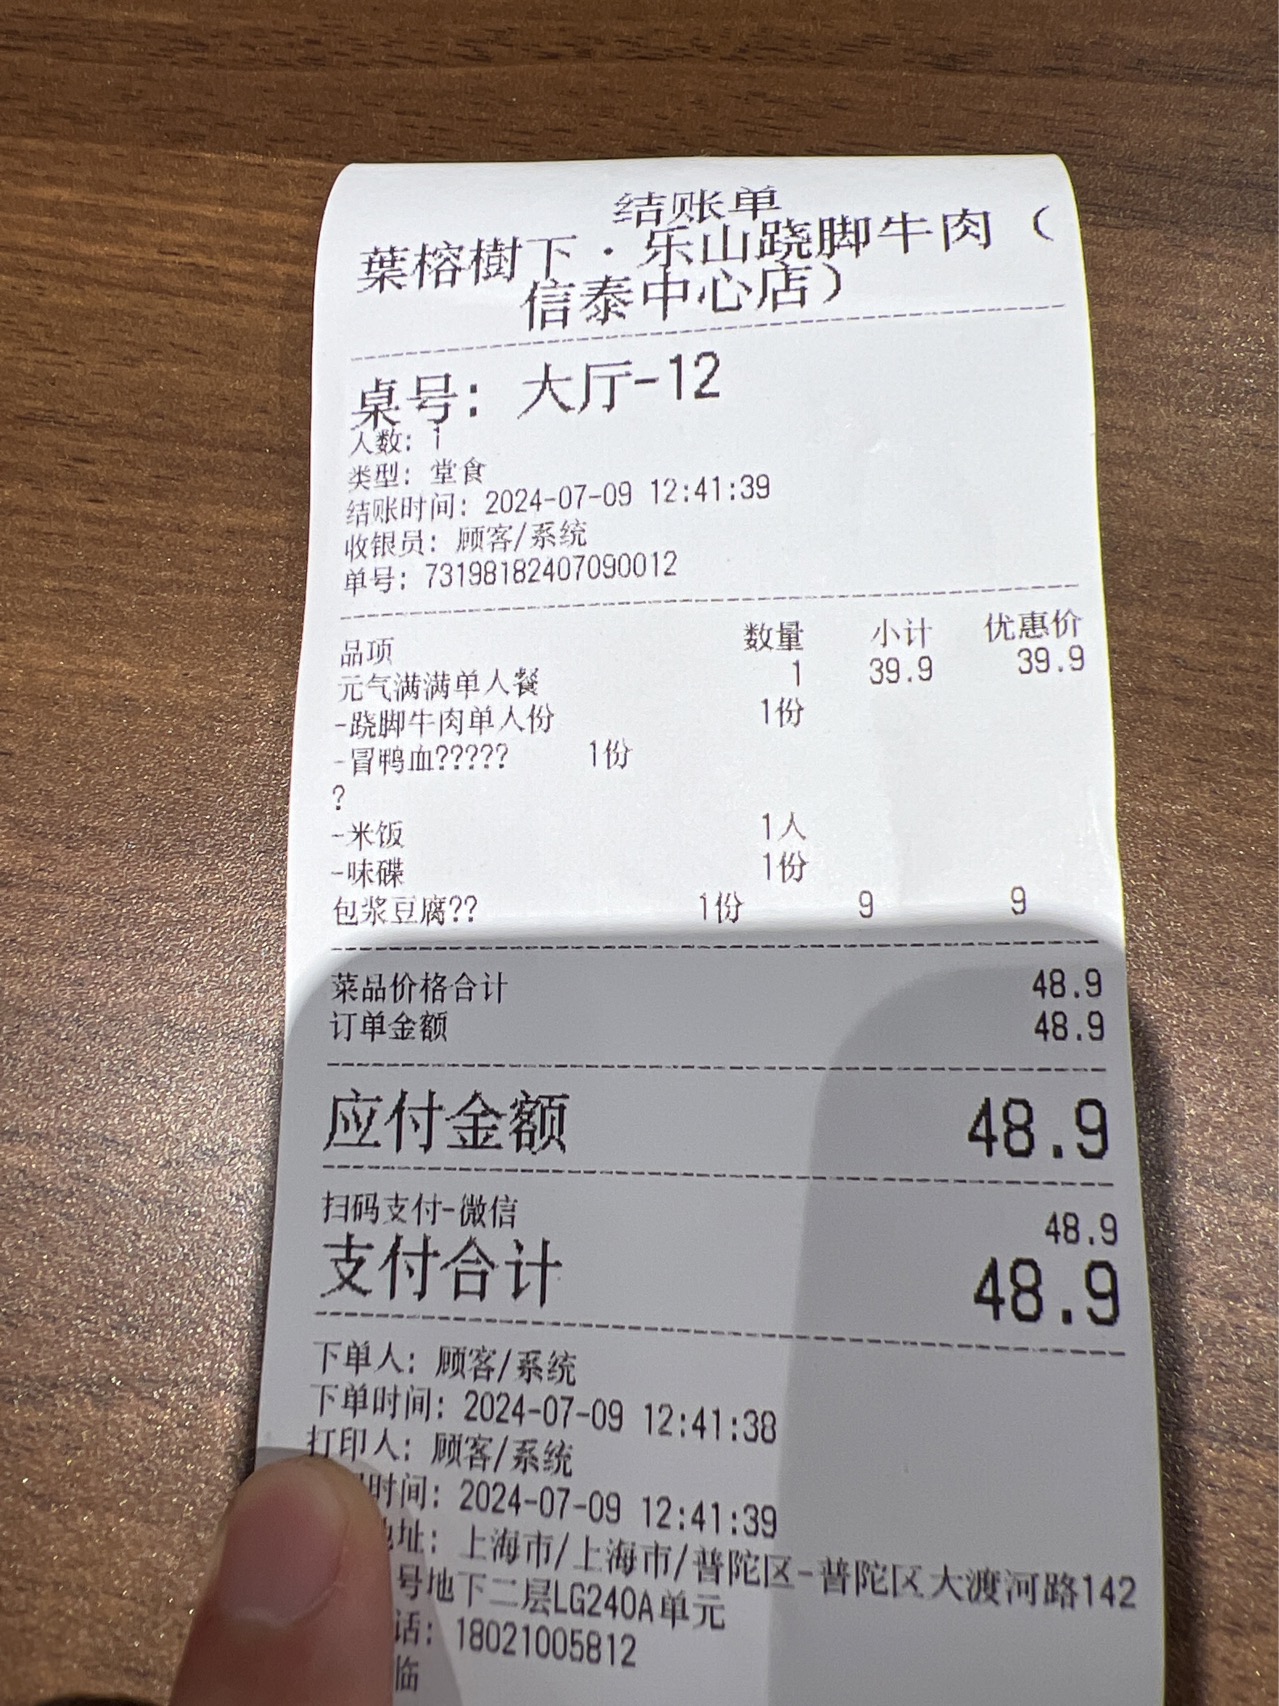 结账单
葉榕樹下·乐山跷脚牛肉（
信泰中心店）
桌号: 大厅-12
人数: 1
类型: 堂食
结账时间: 2024-07-09 12:41:39
收银员: 顾客/系统
单号: 73198182407090012
品项 数量 小计 优惠价
元气满满单人餐 1 39.9 39.9
-跷脚牛肉单人份 1份
-冒鸭血????? 1份
?
-米饭 1人
-味碟 1份
包浆豆腐?? 1份 9 9
菜品价格合计 48.9
订单金额 48.9
应付金额 48.9
扫码支付-微信 48.9
支付合计 48.9
下单人: 顾客/系统
下单时间: 2024-07-09 12:41:38
打印人: 顾客/系统
时间: 2024-07-09 12:41:39
址: 上海市/上海市/普陀区-普陀区大渡河路142
号地下二层LG240A单元
话: 18021005812
临